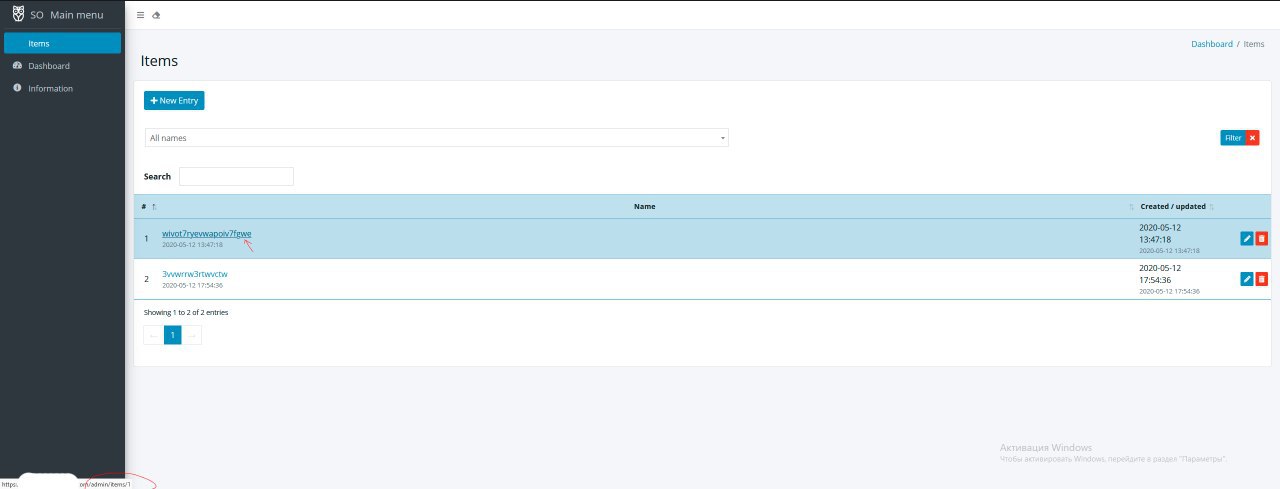 SO Main menu
Items
Dashboard
Information
Dashboard / Items
Items
+ New Entry
All names
Filter ×
Search
# Name Created / updated
1 wivot7ryevwapoiv7fgwe 2020-05-12
13:47:18
2020-05-12 13:47:18 2020-05-12 13:47:18
2 3vvwrrw3rtwvctw 2020-05-12
17:54:36
2020-05-12 17:54:36 2020-05-12 17:54:36
Showing 1 to 2 of 2 entries
← 1 →
Активация Windows
Чтобы активировать Windows, перейдите в раздел "Параметры".
https: om/admin/items/1